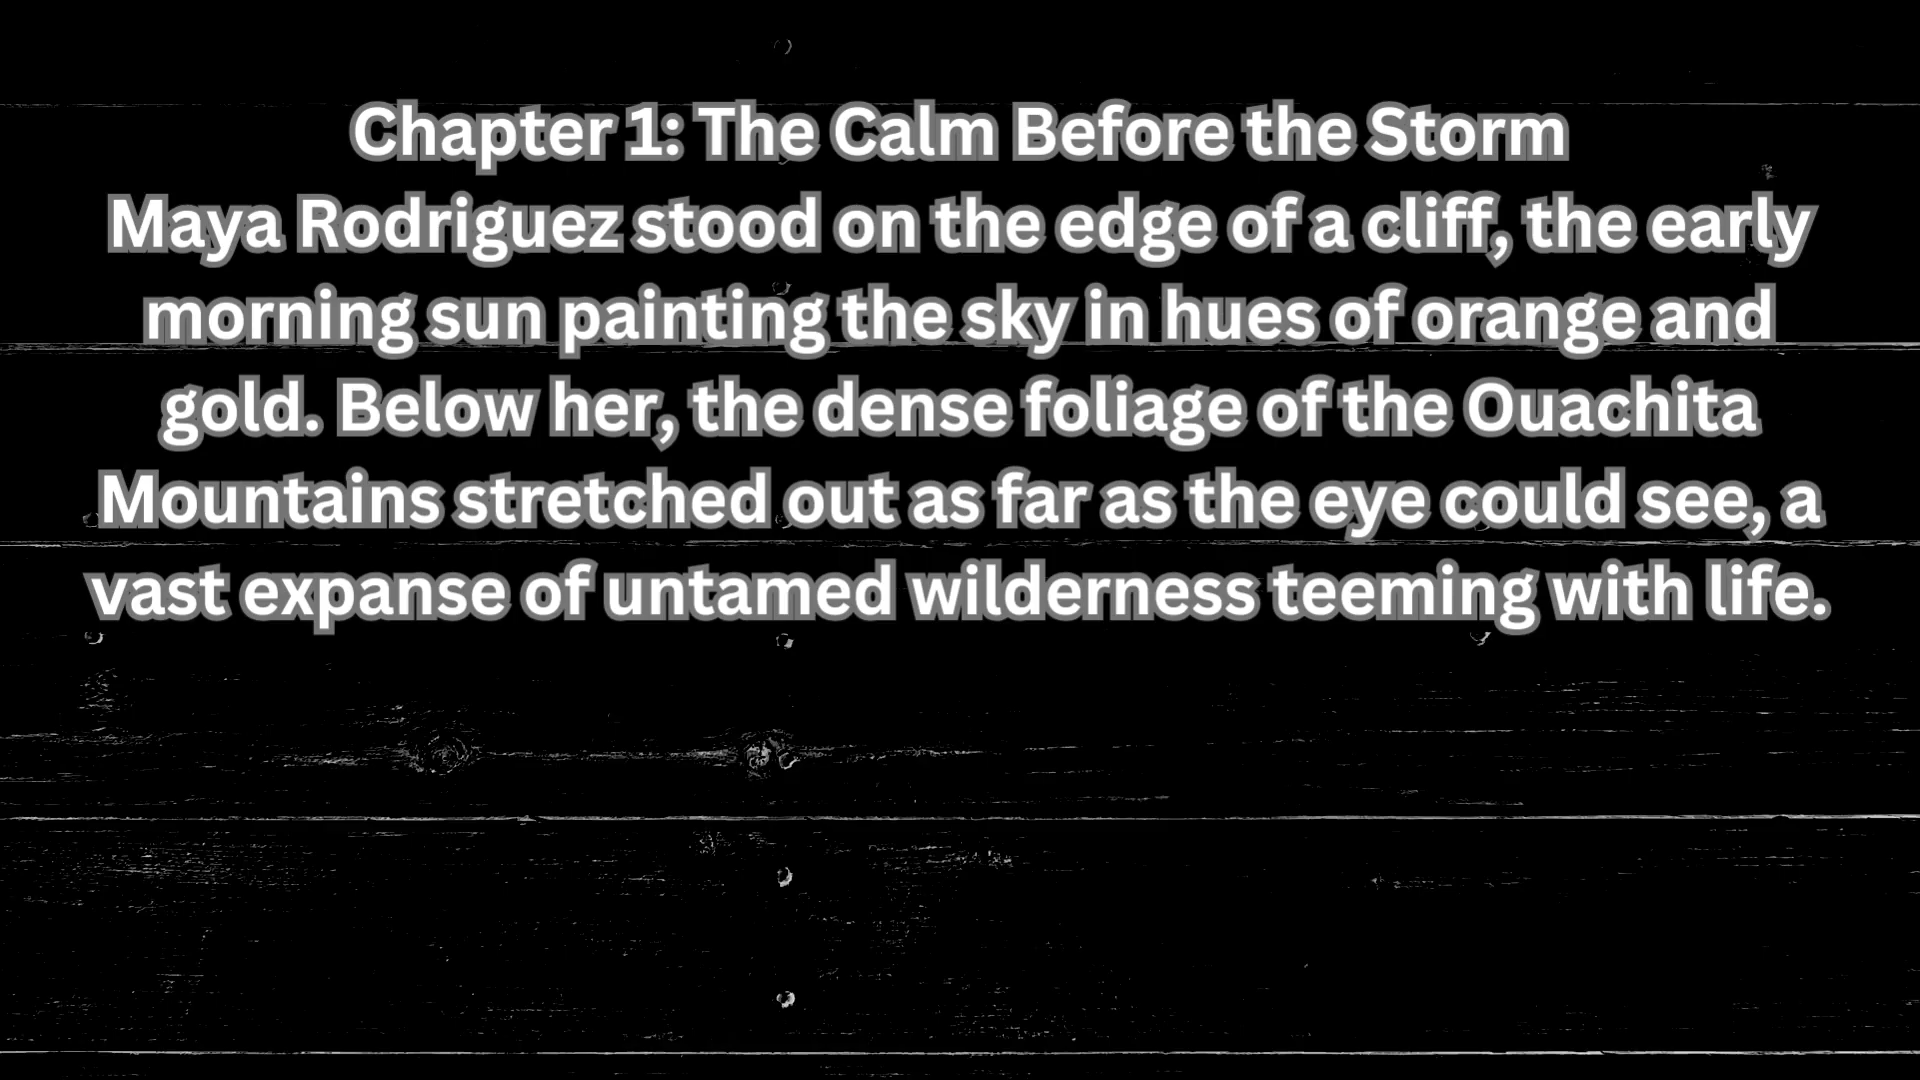 Chapter 1: The Calm Before the Storm
Maya Rodriguez stood on the edge of a cliff, the early
morning sun painting the sky in hues of orange and
gold. Below her, the dense foliage of the Ouachita
Mountains stretched out as far as the eye could see, a
vast expanse of untamed wilderness teeming with life.